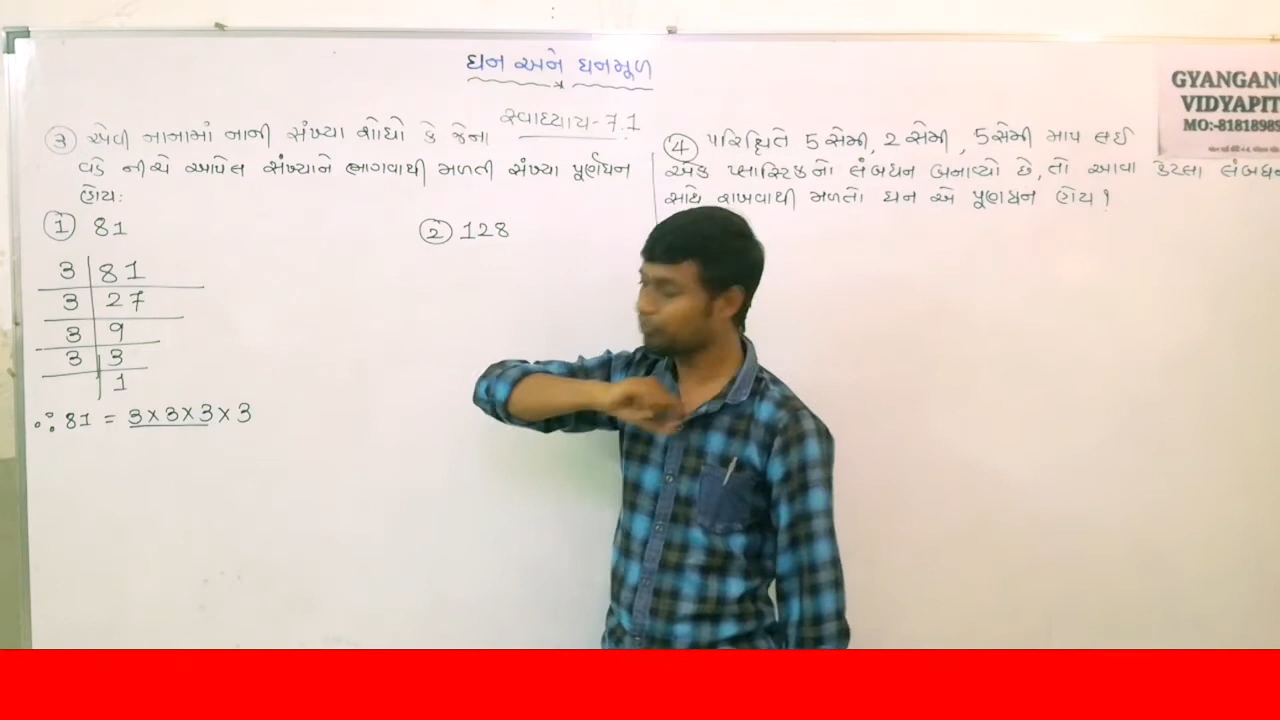 ઘન અને ઘનમૂળ
સ્વાધ્યાય-7.1
૩ એવી નાનામાં નાની સંખ્યા શોધો કે જેના
વડે નીચે આપેલ સંખ્યાને ભાગવાથી મળતી સંખ્યા પૂર્ણઘન
હોય:
1 81
2 128
3 81
3 27
3 9
3 3
1
∴ 81 = 3×3×3×3
4 પરિક્ષિતે 5 સેમી, 2 સેમી, 5 સેમી માપ લઈ
એક પ્લાસ્ટિકનો લંબઘન બનાવ્યો છે, તો આવા કેટલા લંબઘન
સાથે રાખવાથી મળતો ઘન એ પૂર્ણઘન હોય?
GYANGANG
VIDYAPIT
MO:-81818989